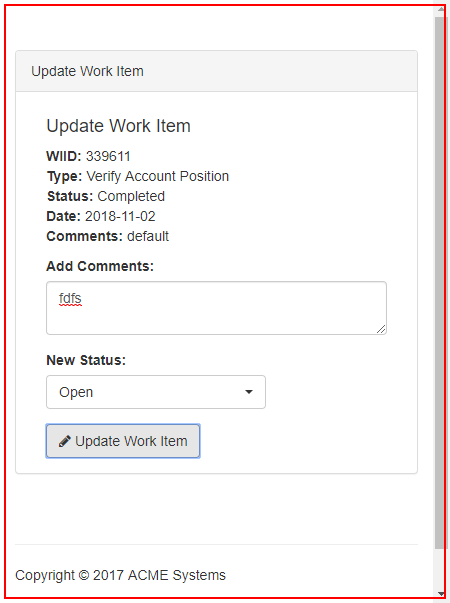 Update Work Item
Update Work Item
WIID: 339611
Type: Verify Account Position
Status: Completed
Date: 2018-11-02
Comments: default
Add Comments:
fdfs
New Status:
Open
Update Work Item
Copyright © 2017 ACME Systems